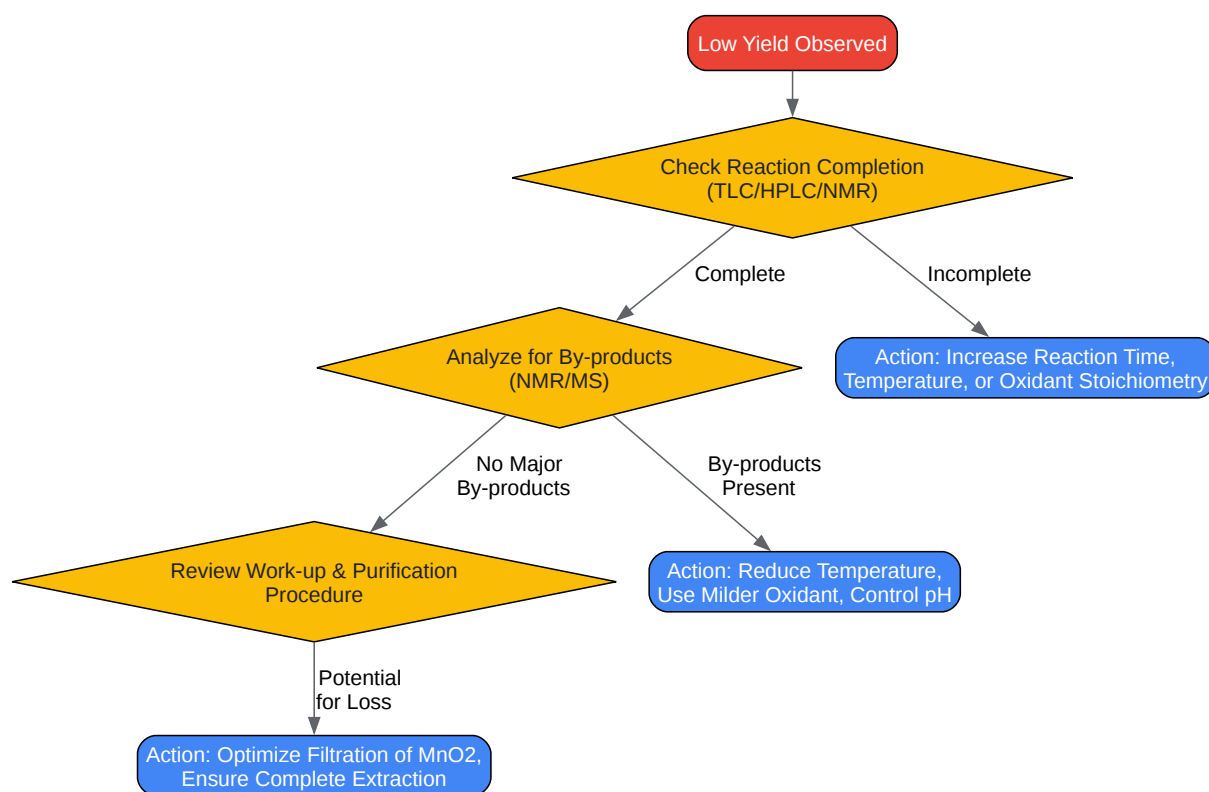 Low Yield Observed
Check Reaction Completion
(TLC/HPLC/NMR)
Complete
Incomplete
Analyze for By-products
(NMR/MS)
Action: Increase Reaction Time,
Temperature, or Oxidant Stoichiometry
No Major
By-products
By-products
Present
Review Work-up & Purification
Procedure
Action: Reduce Temperature,
Use Milder Oxidant, Control pH
Potential
for Loss
Action: Optimize Filtration of MnO2,
Ensure Complete Extraction